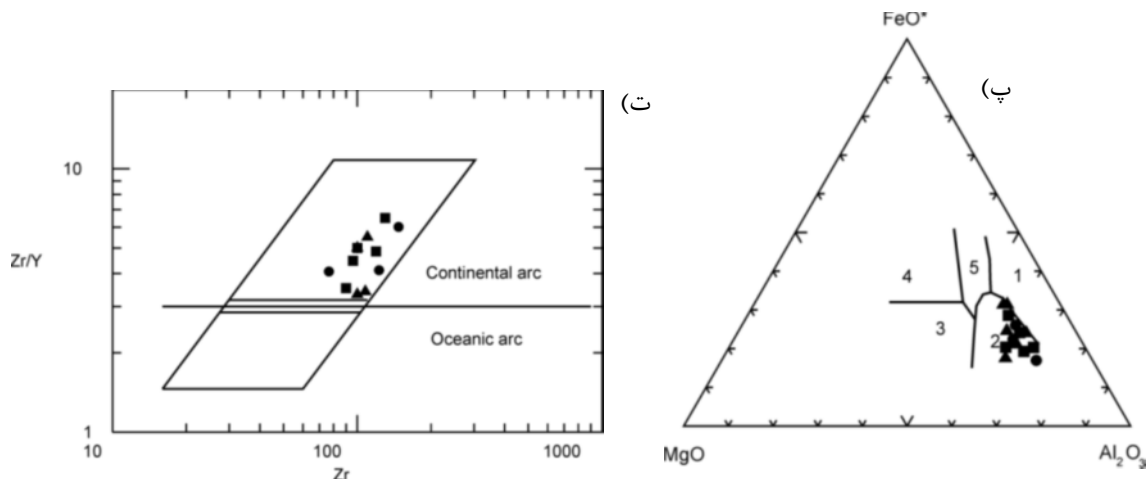 ت)
10
Zr/Y
Continental arc
Oceanic arc
1
10
100
1000
Zr
FeO*
پ)
4
5
1
3
2
MgO
Al₂O₃